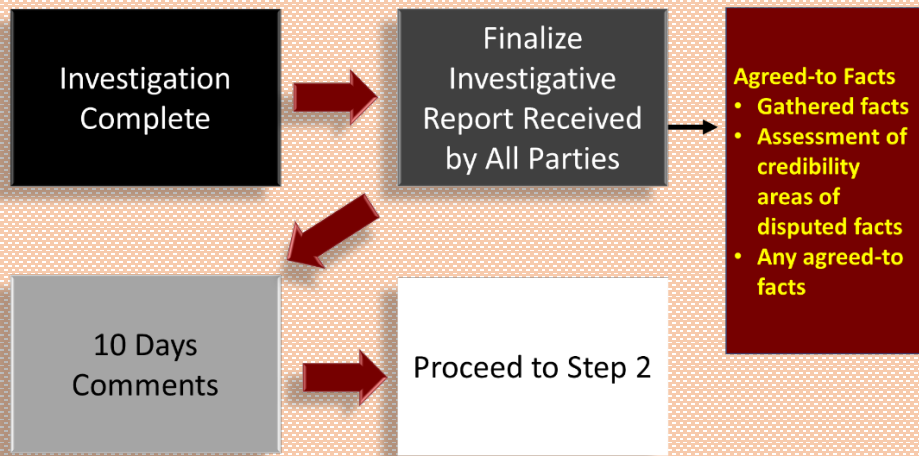 Investigation
Complete
Finalize
Investigative
Report Received
by All Parties
Agreed-to Facts
• Gathered facts
• Assessment of
credibility
areas of
disputed facts
• Any agreed-to
facts
10 Days
Comments
Proceed to Step 2